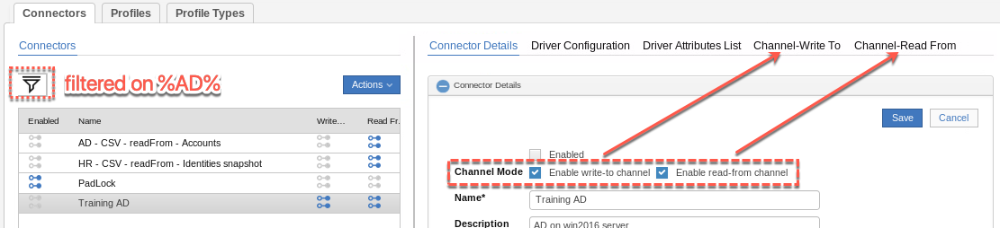 Connectors Profiles Profile Types
Connectors
filtered on %AD%
Actions
Enabled Name Write... Read Fr...
AD - CSV - readFrom - Accounts
HR - CSV - readFrom - Identities snapshot
PadLock
Training AD
Connector Details Driver Configuration Driver Attributes List Channel-Write To Channel-Read From
Connector Details
Save Cancel
Enabled
Channel Mode Enable write-to channel Enable read-from channel
Name* Training AD
Description AD on win2016 server